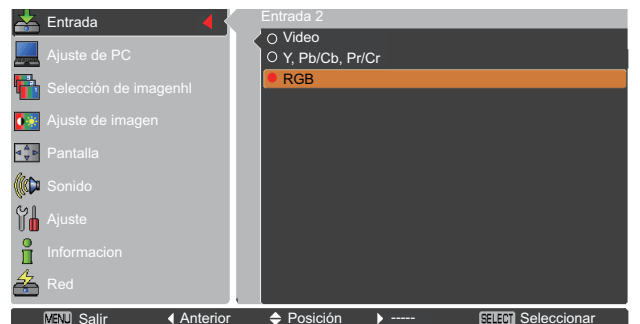 Entrada
Ajuste de PC
Selección de imagenhl
Ajuste de imagen
Pantalla
Sonido
Ajuste
Informacion
Red
Entrada 2
Video
Y, Pb/Cb, Pr/Cr
RGB
MENU Salir Anterior Posición ----- SELECT Seleccionar